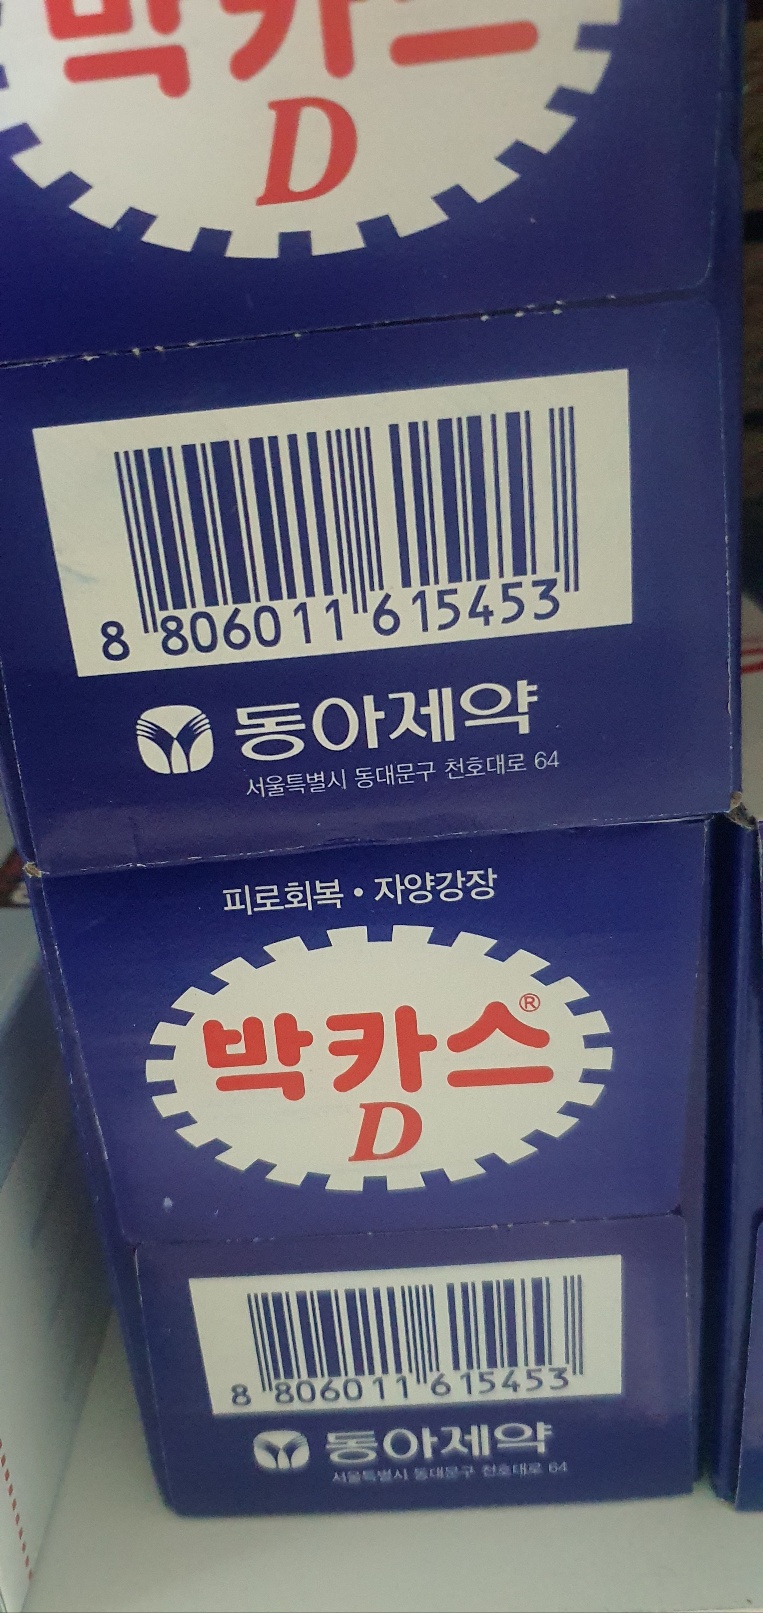 박카스
D
8 806011 615453
동아제약
서울특별시 동대문구 천호대로 64
피로회복 • 자양강장
박카스®
D
8 806011 615453
동아제약
서울특별시 동대문구 천호대로 64